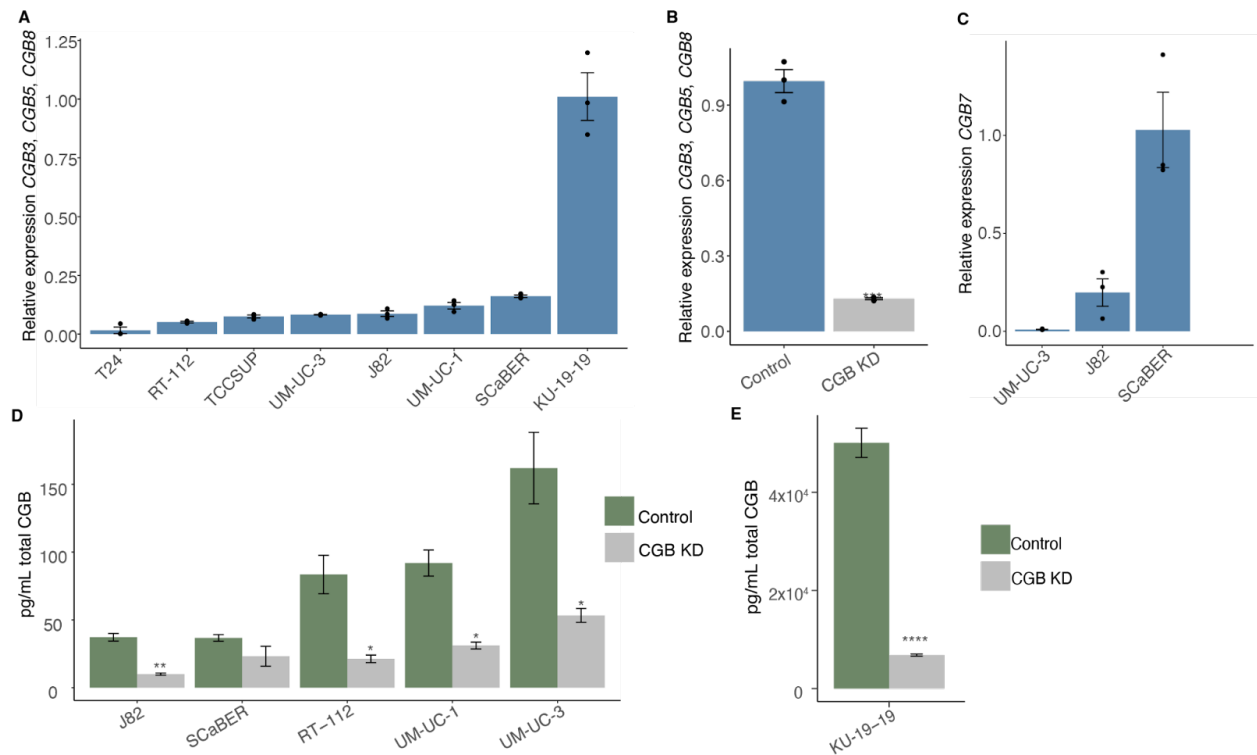 A
Relative expression CGB3, CGB5, CGB8
1.25
1.00
0.75
0.50
0.25
0.00
T24
RT-112
TCCSUP
UM-UC-3
J82
UM-UC-1
SCaBER
KU-19-19
B
Relative expression CGB3, CGB5, CGB8
0.9
0.6
0.3
0.0
***
Control
CGB KD
C
Relative expression CGB7
1.0
0.5
0.0
UM-UC-3
J82
SCaBER
D
pg/mL total CGB
150
100
50
0
**
*
*
*
J82
SCaBER
RT-112
UM-UC-1
UM-UC-3
Control
CGB KD
E
pg/mL total CGB
4x10⁴
2x10⁴
0
****
KU-19-19
Control
CGB KD